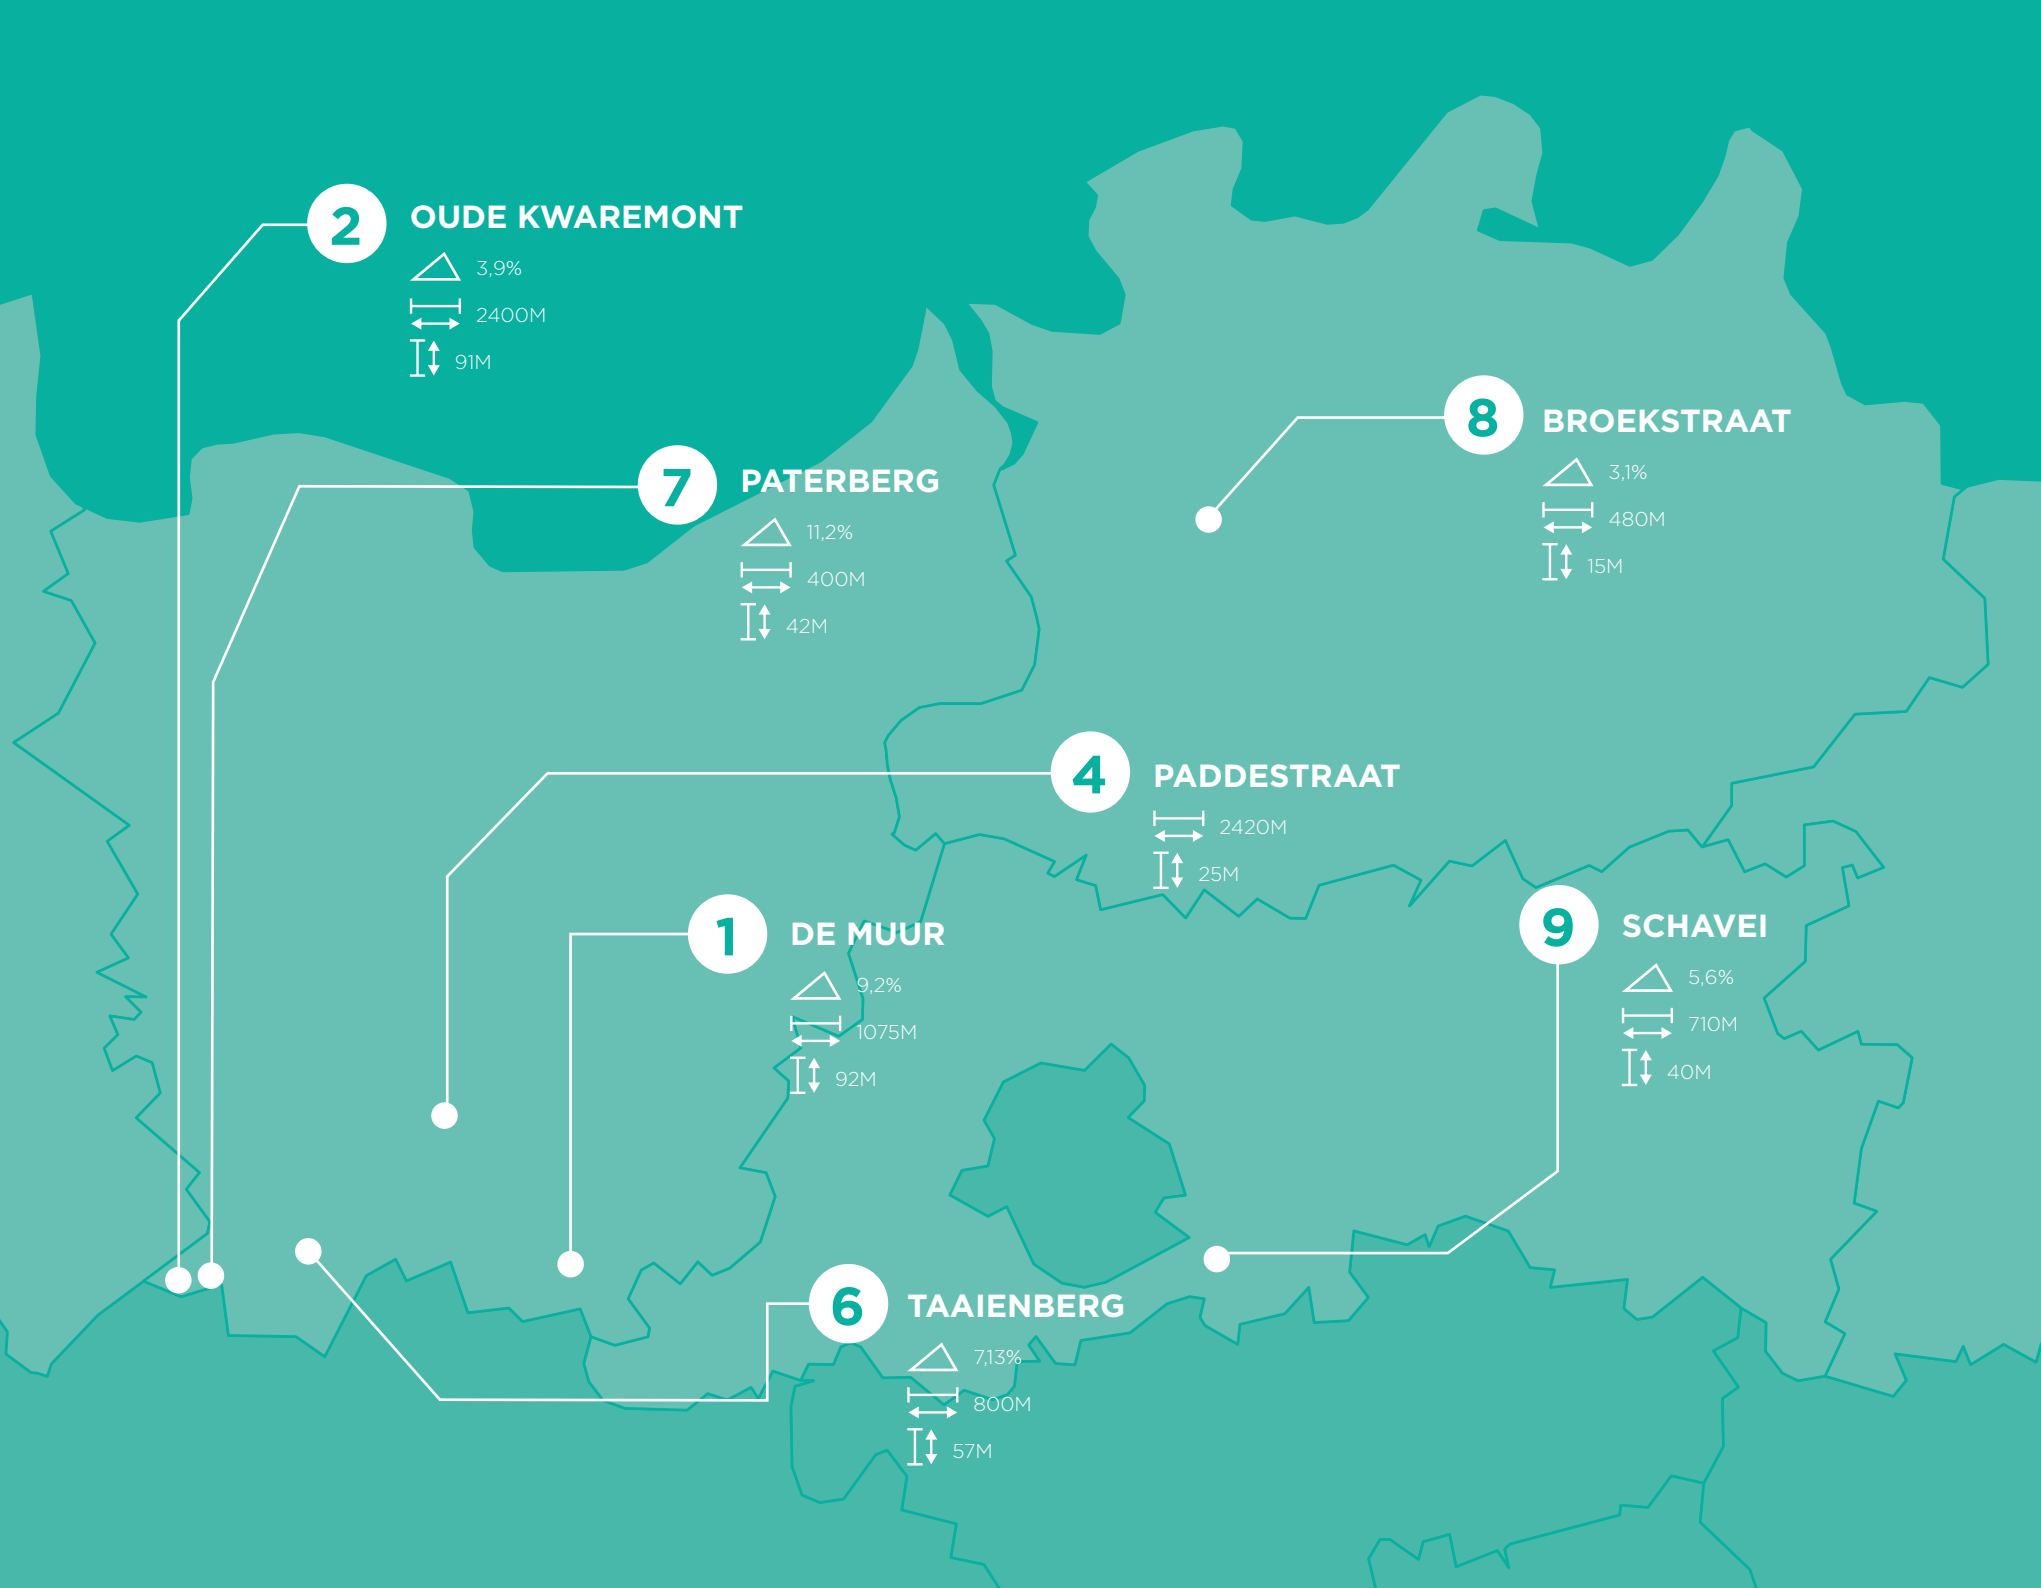 2
OUDE KWAREMONT
3,9%
2400M
91M
7
PATERBERG
11,2%
400M
42M
8
BROEKSTRAAT
3,1%
480M
15M
4
PADDESTRAAT
2420M
25M
1
DE MUUR
9,2%
1075M
92M
9
SCHAVEI
5,6%
710M
40M
6
TAAIENBERG
7,13%
800M
57M